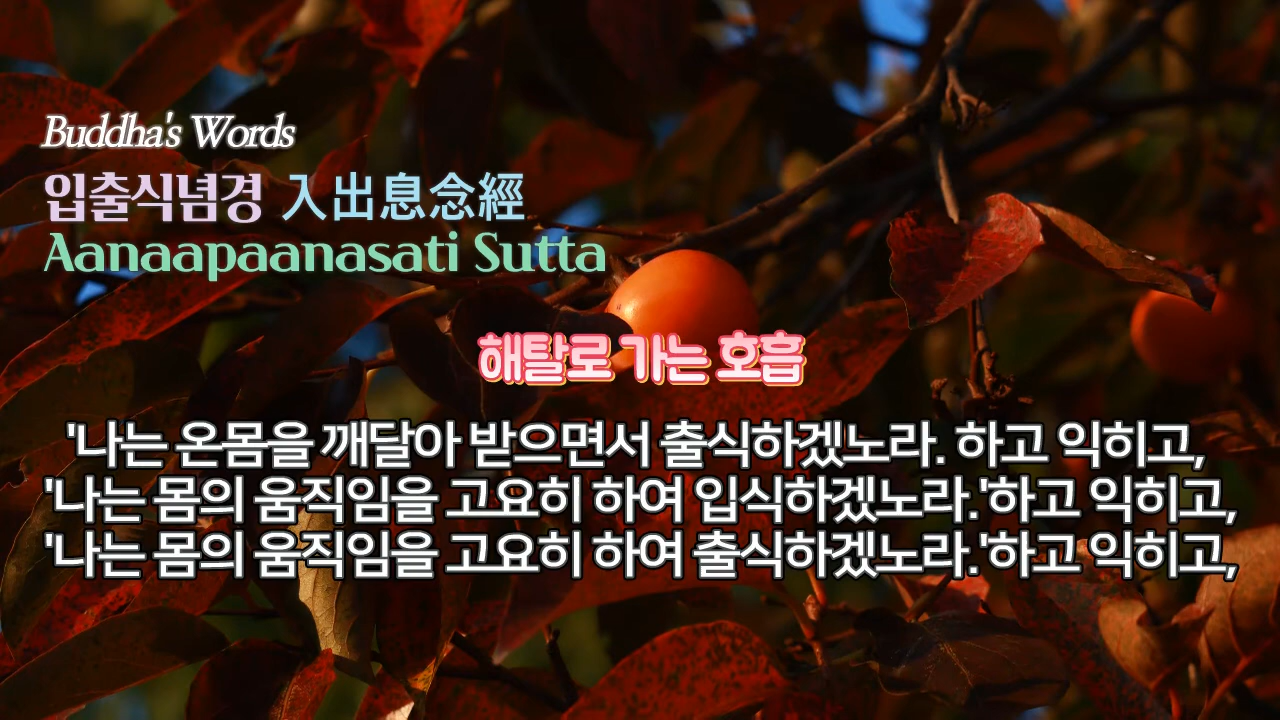 Buddha's Words
입출식념경 入出息念經
Aanaapaanasati Sutta
해탈로 가는 호흡
'나는 온몸을 깨달아 받으면서 출식하겠노라. 하고 익히고,
'나는 몸의 움직임을 고요히 하여 입식하겠노라.'하고 익히고,
'나는 몸의 움직임을 고요히 하여 출식하겠노라.'하고 익히고,